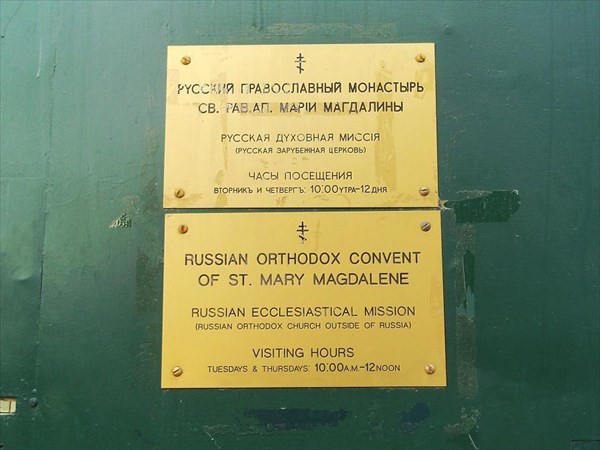 РУССКИЙ ПРАВОСЛАВНЫЙ МОНАСТЫРЬ
СВ. РАВ.АП. МАРІИ МАГДАЛИНЫ
РУССКАЯ ДУХОВНАЯ МИССІЯ
(РУССКАЯ ЗАРУБЕЖНАЯ ЦЕРКОВЬ)
ЧАСЫ ПОСЕЩЕНИЯ
ВТОРНИКЪ И ЧЕТВЕРГЪ: 10:00УТРА-12ДНЯ
RUSSIAN ORTHODOX CONVENT
OF ST. MARY MAGDALENE
RUSSIAN ECCLESIASTICAL MISSION
(RUSSIAN ORTHODOX CHURCH OUTSIDE OF RUSSIA)
VISITING HOURS
TUESDAYS & THURSDAYS: 10:00A.M.-12NOON